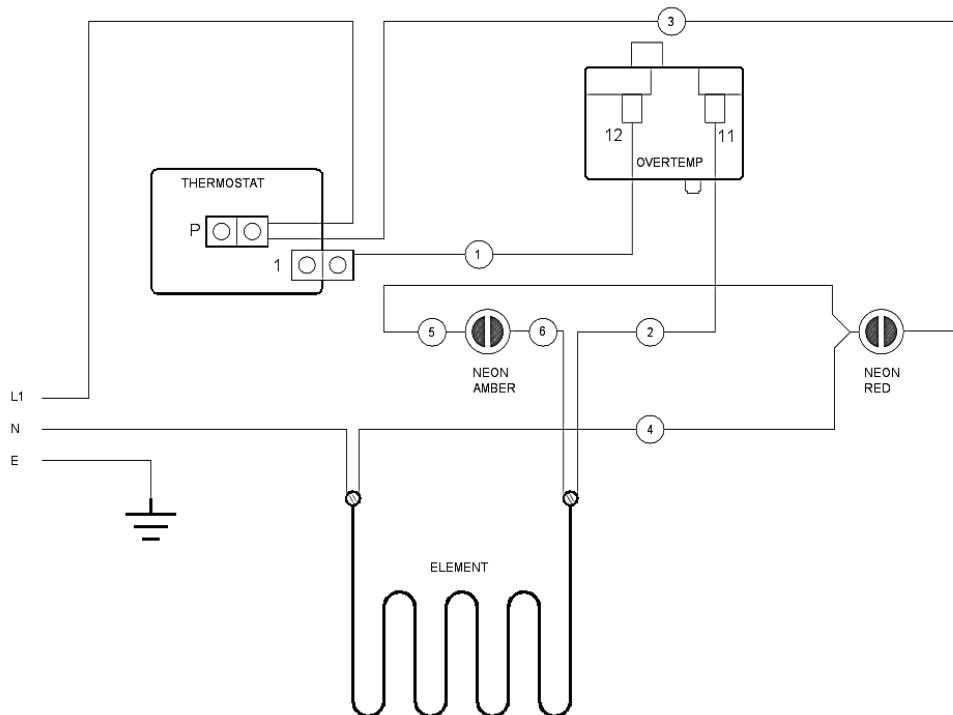 3
12
11
OVERTEMP
THERMOSTAT
P
1
1
5
6
2
NEON
AMBER
NEON
RED
L1
N
4
E
ELEMENT